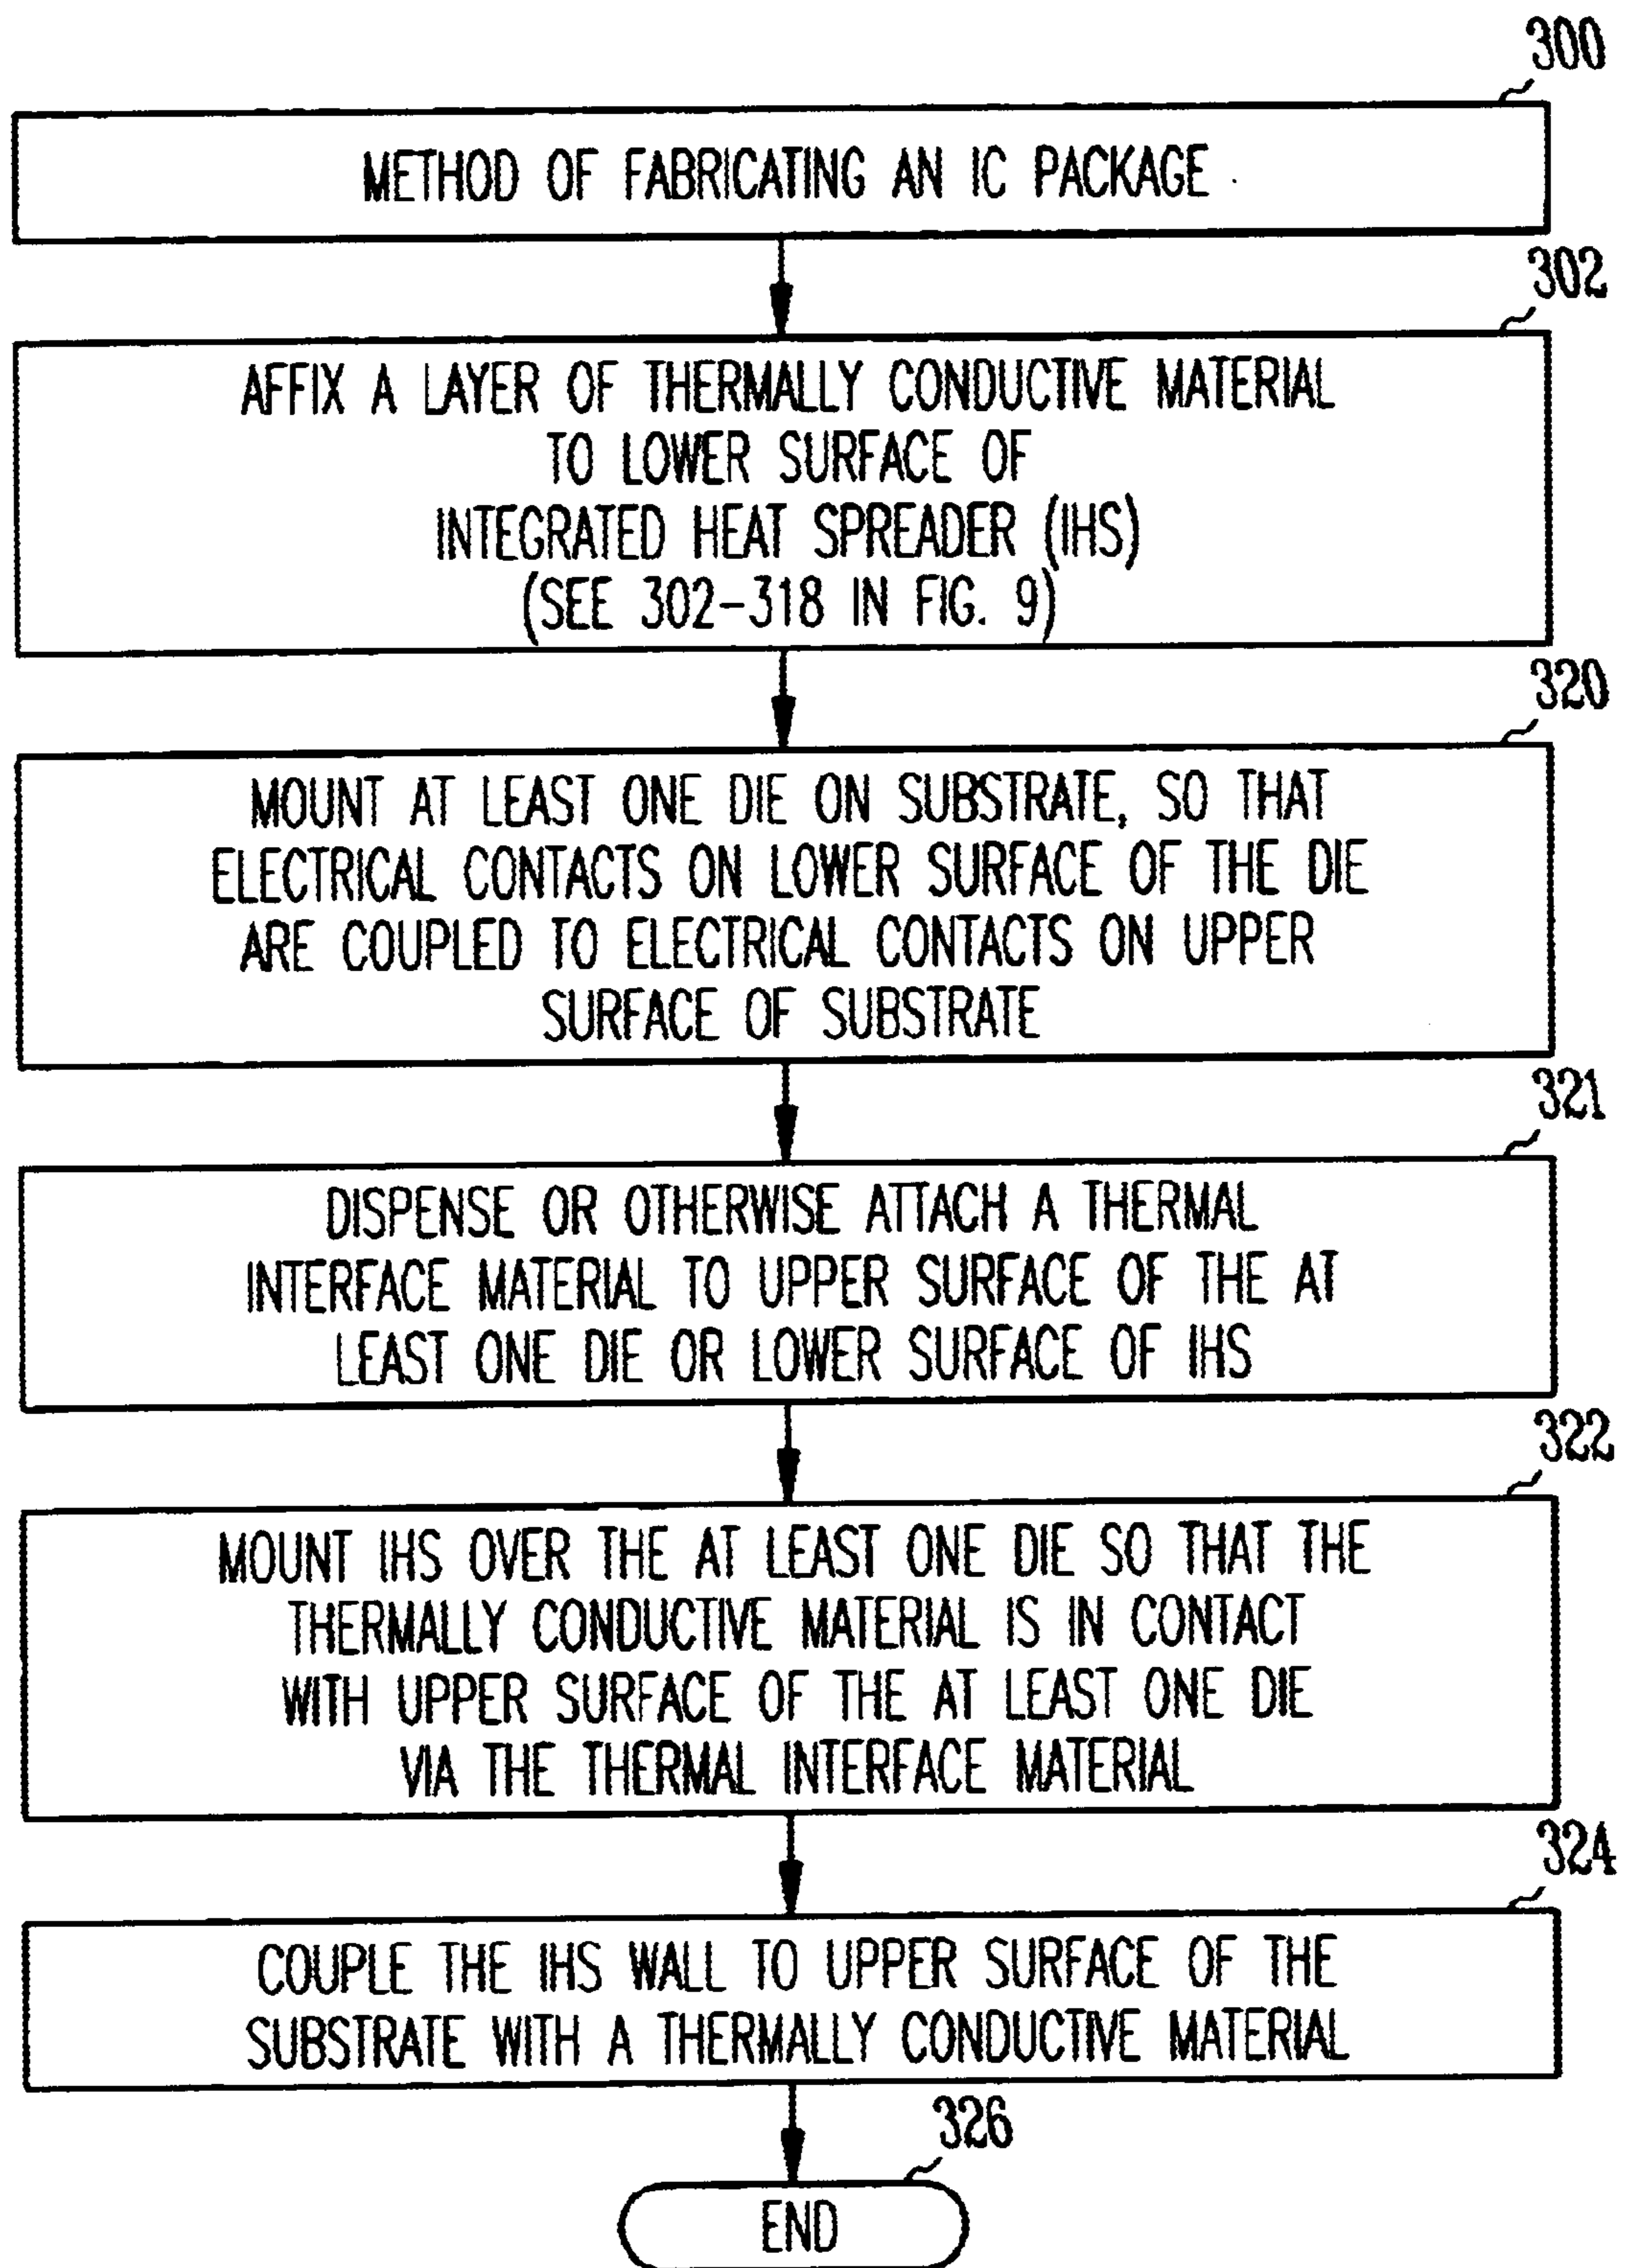 300
METHOD OF FABRICATING AN IC PACKAGE
302
AFFIX A LAYER OF THERMALLY CONDUCTIVE MATERIAL
TO LOWER SURFACE OF
INTEGRATED HEAT SPREADER (IHS)
(SEE 302-318 IN FIG. 9)
320
MOUNT AT LEAST ONE DIE ON SUBSTRATE, SO THAT
ELECTRICAL CONTACTS ON LOWER SURFACE OF THE DIE
ARE COUPLED TO ELECTRICAL CONTACTS ON UPPER
SURFACE OF SUBSTRATE
321
DISPENSE OR OTHERWISE ATTACH A THERMAL
INTERFACE MATERIAL TO UPPER SURFACE OF THE AT
LEAST ONE DIE OR LOWER SURFACE OF IHS
322
MOUNT IHS OVER THE AT LEAST ONE DIE SO THAT THE
THERMALLY CONDUCTIVE MATERIAL IS IN CONTACT
WITH UPPER SURFACE OF THE AT LEAST ONE DIE
VIA THE THERMAL INTERFACE MATERIAL
324
COUPLE THE IHS WALL TO UPPER SURFACE OF THE
SUBSTRATE WITH A THERMALLY CONDUCTIVE MATERIAL
326
END